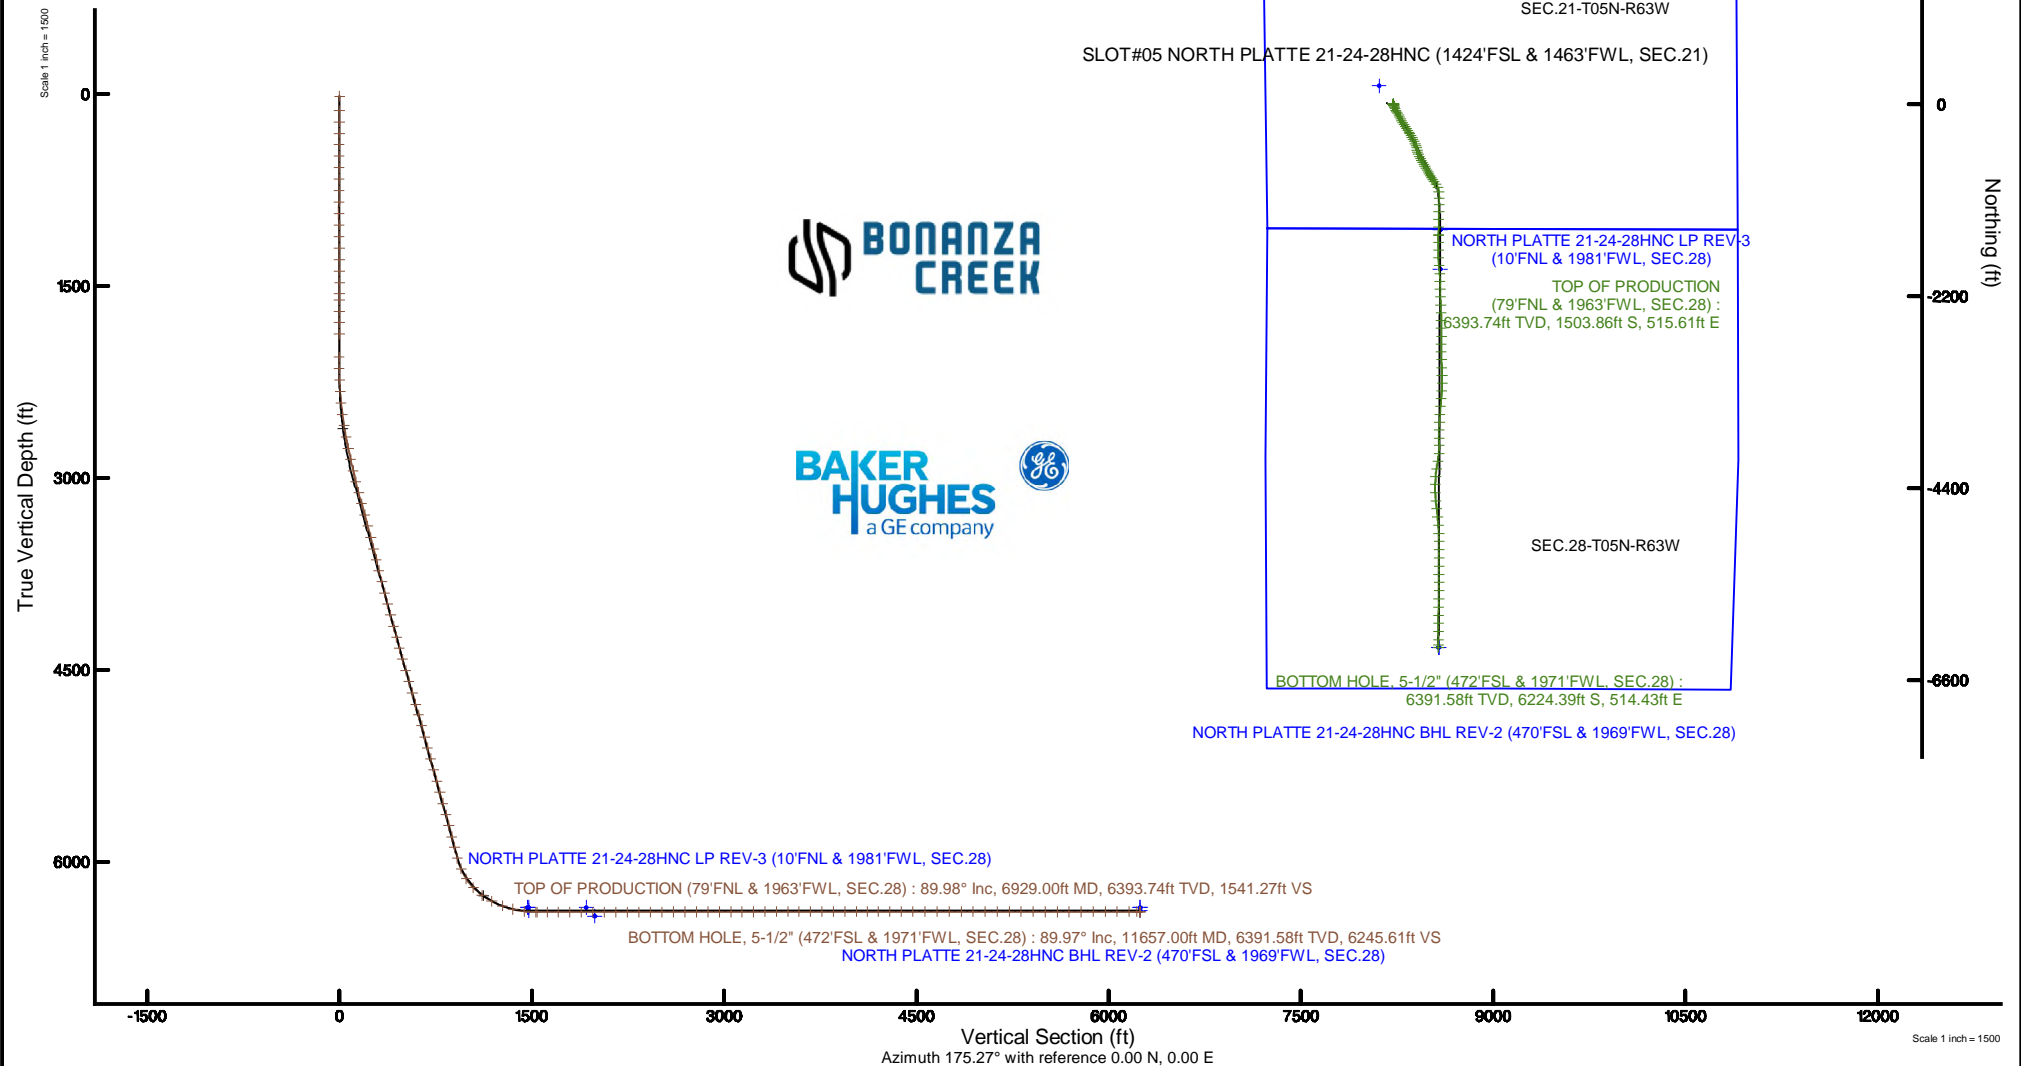 Scale 1 inch = 1500
SEC.21-T05N-R63W
SLOT#05 NORTH PLATTE 21-24-28HNC (1424'FSL & 1463'FWL, SEC.21)
0
1500
3000
4500
6000
True Vertical Depth (ft)
BONANZA
CREEK
BAKER
HUGHES
a GE company
GE
NORTH PLATTE 21-24-28HNC LP REV-3
(10'FNL & 1981'FWL, SEC.28)
TOP OF PRODUCTION
(79'FNL & 1963'FWL, SEC.28) :
6393.74ft TVD, 1503.86ft S, 515.61ft E
SEC.28-T05N-R63W
BOTTOM HOLE, 5-1/2" (472'FSL & 1971'FWL, SEC.28) :
6391.58ft TVD, 6224.39ft S, 514.43ft E
NORTH PLATTE 21-24-28HNC BHL REV-2 (470'FSL & 1969'FWL, SEC.28)
0
-2200
-4400
-6600
Northing (ft)
NORTH PLATTE 21-24-28HNC LP REV-3 (10'FNL & 1981'FWL, SEC.28)
TOP OF PRODUCTION (79'FNL & 1963'FWL, SEC.28) : 89.98° Inc, 6929.00ft MD, 6393.74ft TVD, 1541.27ft VS
BOTTOM HOLE, 5-1/2" (472'FSL & 1971'FWL, SEC.28) : 89.97° Inc, 11657.00ft MD, 6391.58ft TVD, 6245.61ft VS
NORTH PLATTE 21-24-28HNC BHL REV-2 (470'FSL & 1969'FWL, SEC.28)
-1500 0 1500 3000 4500 6000 7500 9000 10500 12000
Vertical Section (ft)
Azimuth 175.27° with reference 0.00 N, 0.00 E
Scale 1 inch = 1500